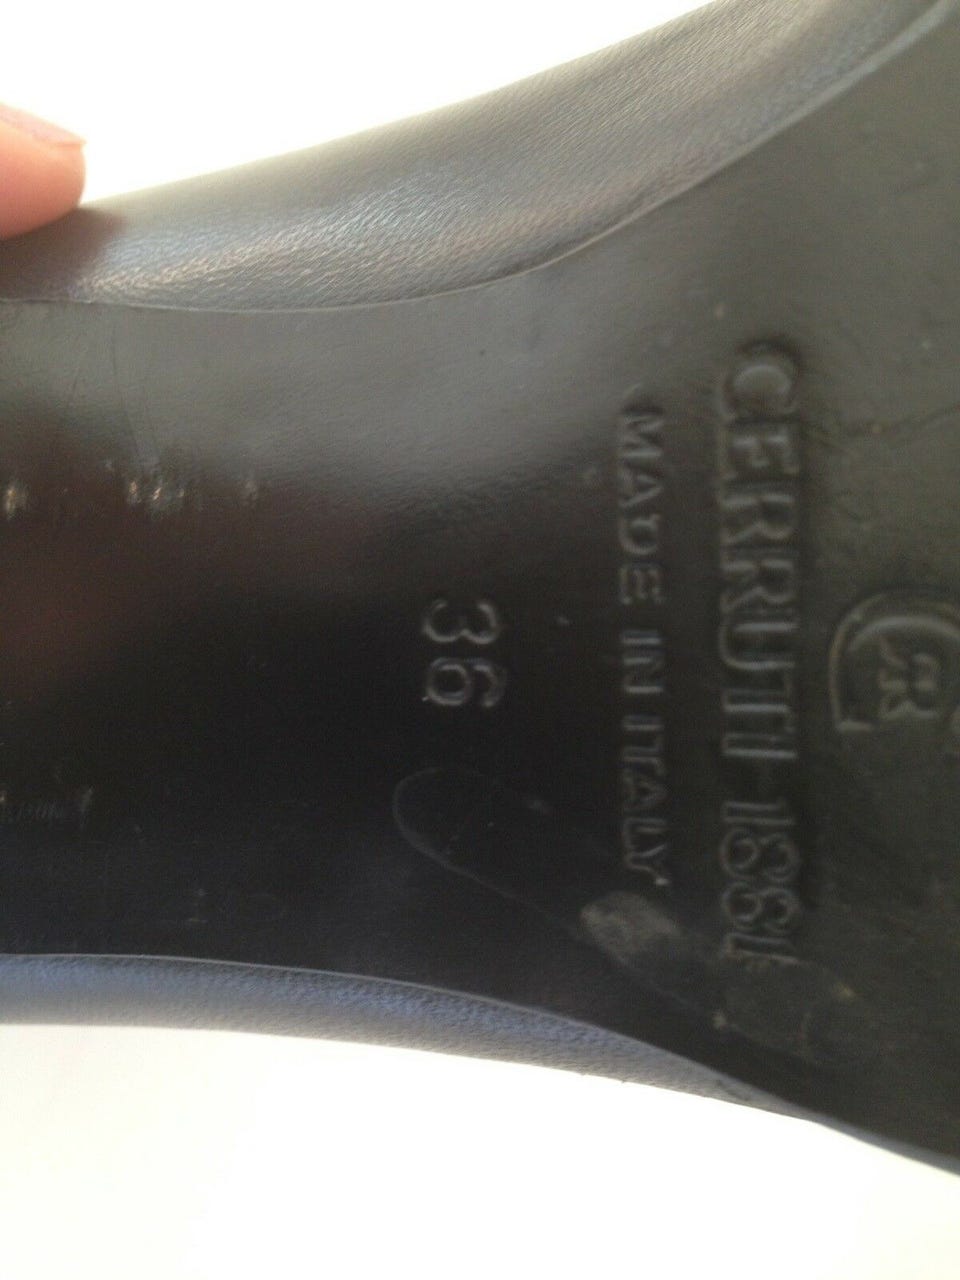 CERRUTI 1881
MADE IN ITALY
36